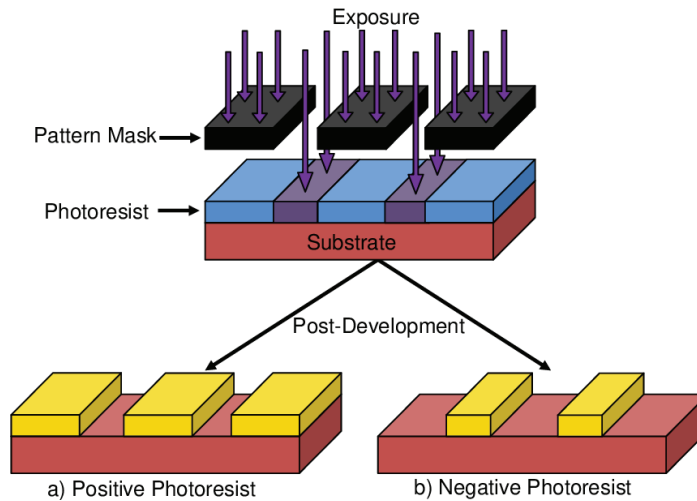 Exposure
Pattern Mask
Photoresist
Substrate
Post-Development
a) Positive Photoresist
b) Negative Photoresist